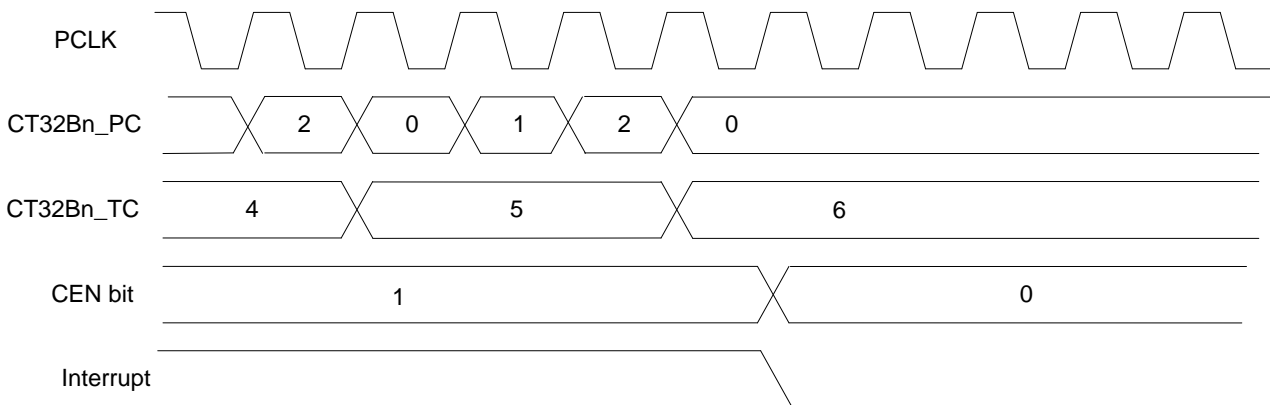 PCLK
CT32Bn_PC 2 0 1 2 0
CT32Bn_TC 4 5 6
CEN bit 1 0
Interrupt